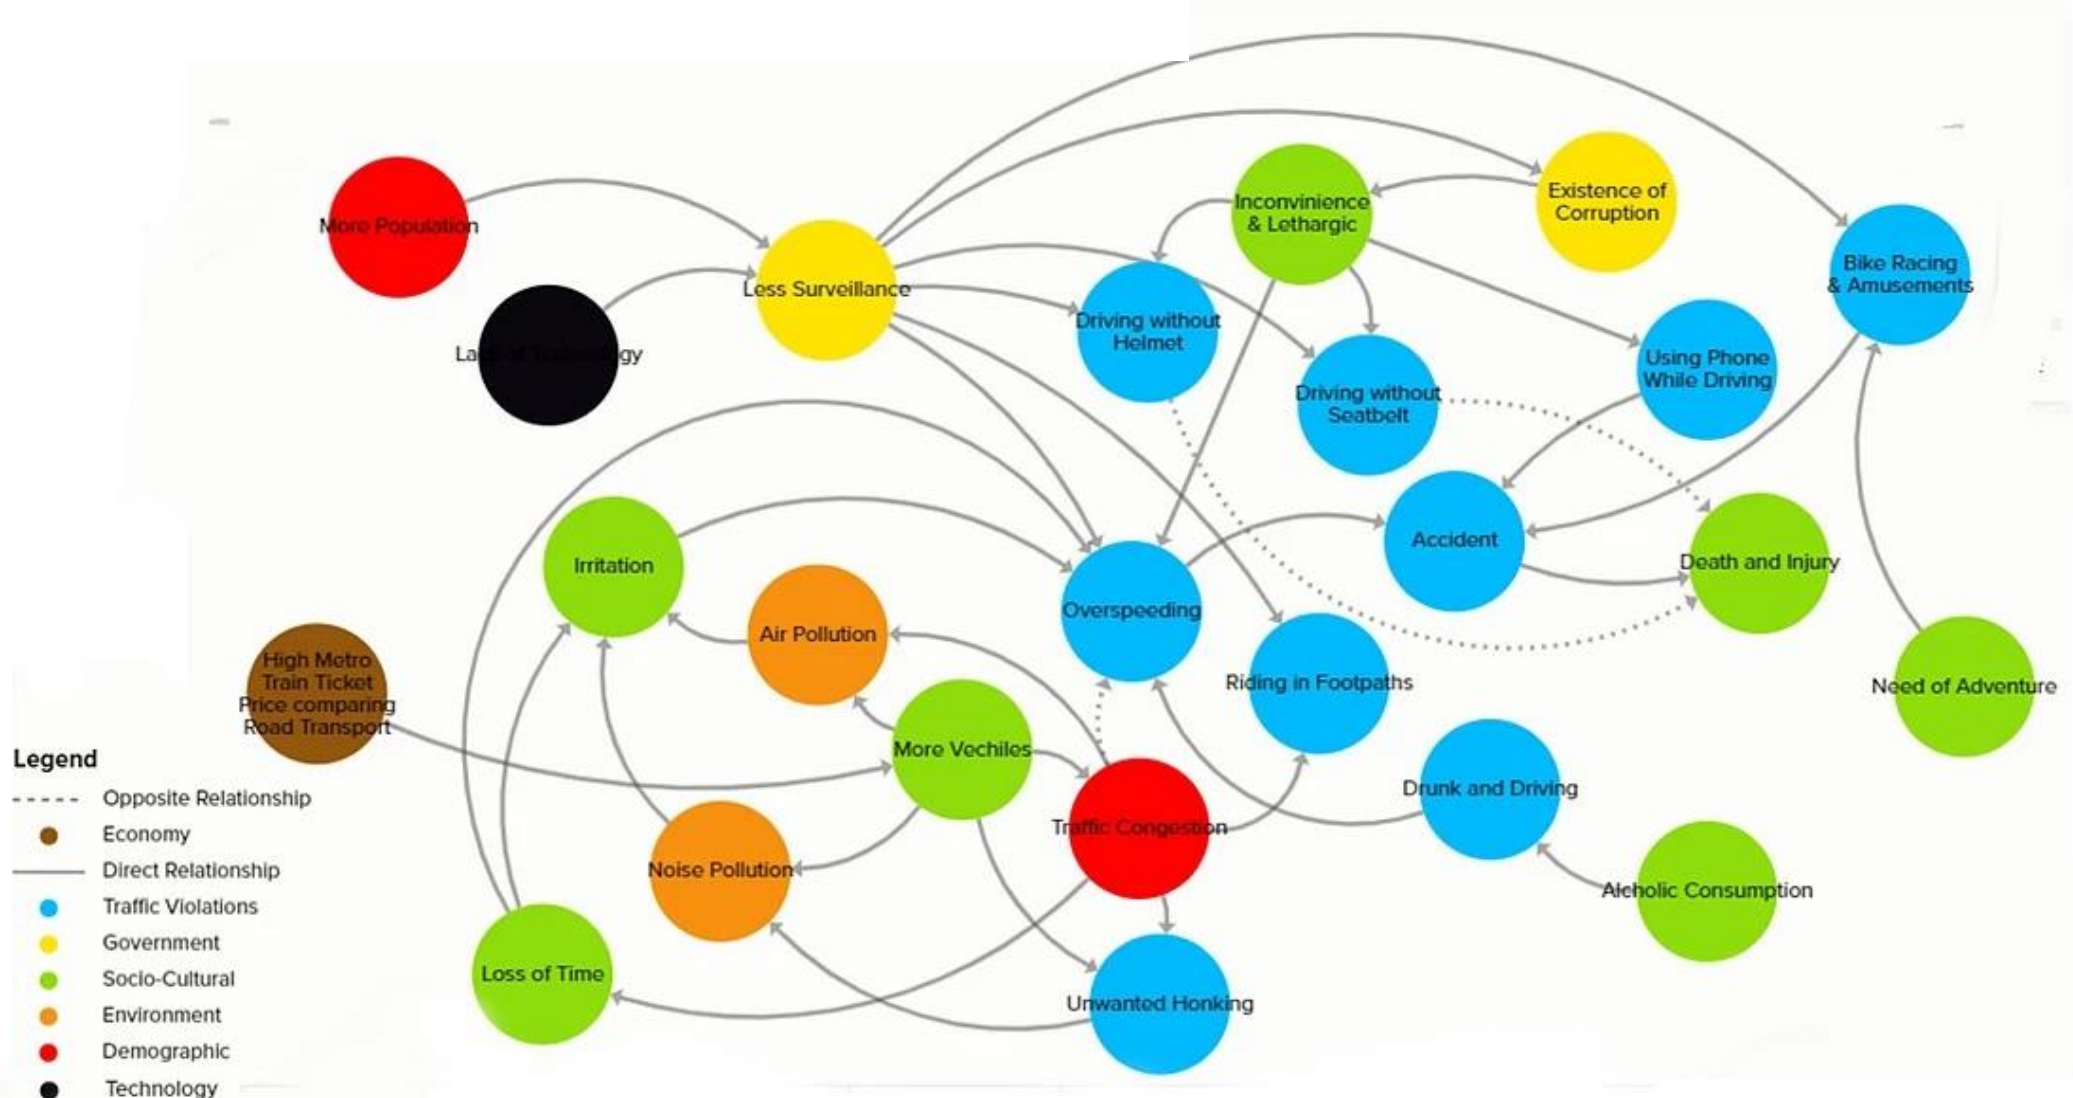 More Population
Lack of Technology
Less Surveillance
Inconvinience
& Lethargic
Existence of
Corruption
Bike Racing
& Amusements
Driving without
Helmet
Driving without
Seatbelt
Using Phone
While Driving
Irritation
Air Pollution
Overspeeding
Accident
Death and Injury
High Metro
Train Ticket
Price comparing
Road Transport
More Vechiles
Riding in Footpaths
Need of Adventure
Noise Pollution
Traffic Congestion
Drunk and Driving
Alcholic Consumption
Loss of Time
Unwanted Honking
Legend
Opposite Relationship
Economy
Direct Relationship
Traffic Violations
Government
Socio-Cultural
Environment
Demographic
Technology